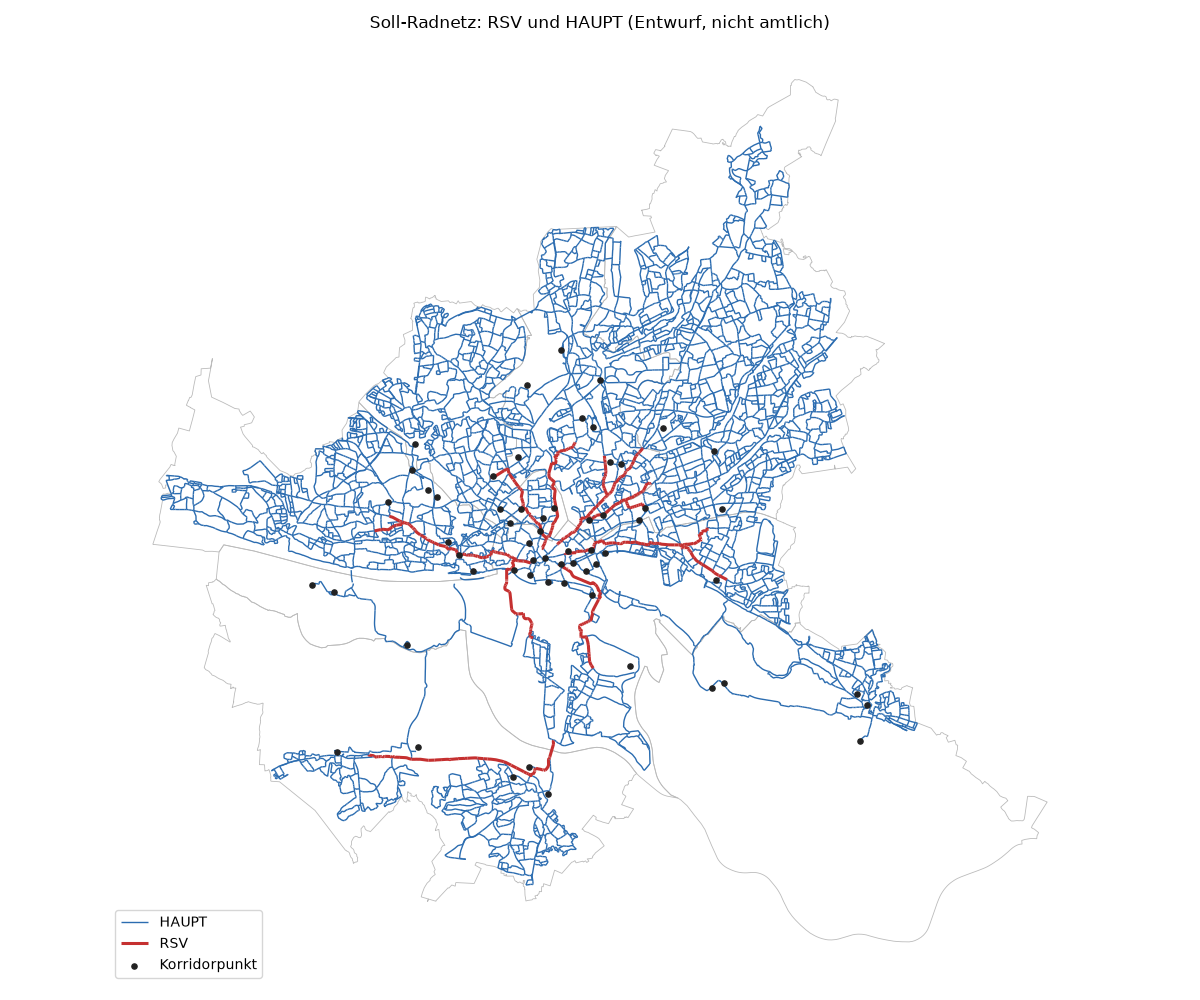 Soll-Radnetz: RSV und HAUPT (Entwurf, nicht amtlich)
HAUPT
RSV
Korridorpunkt